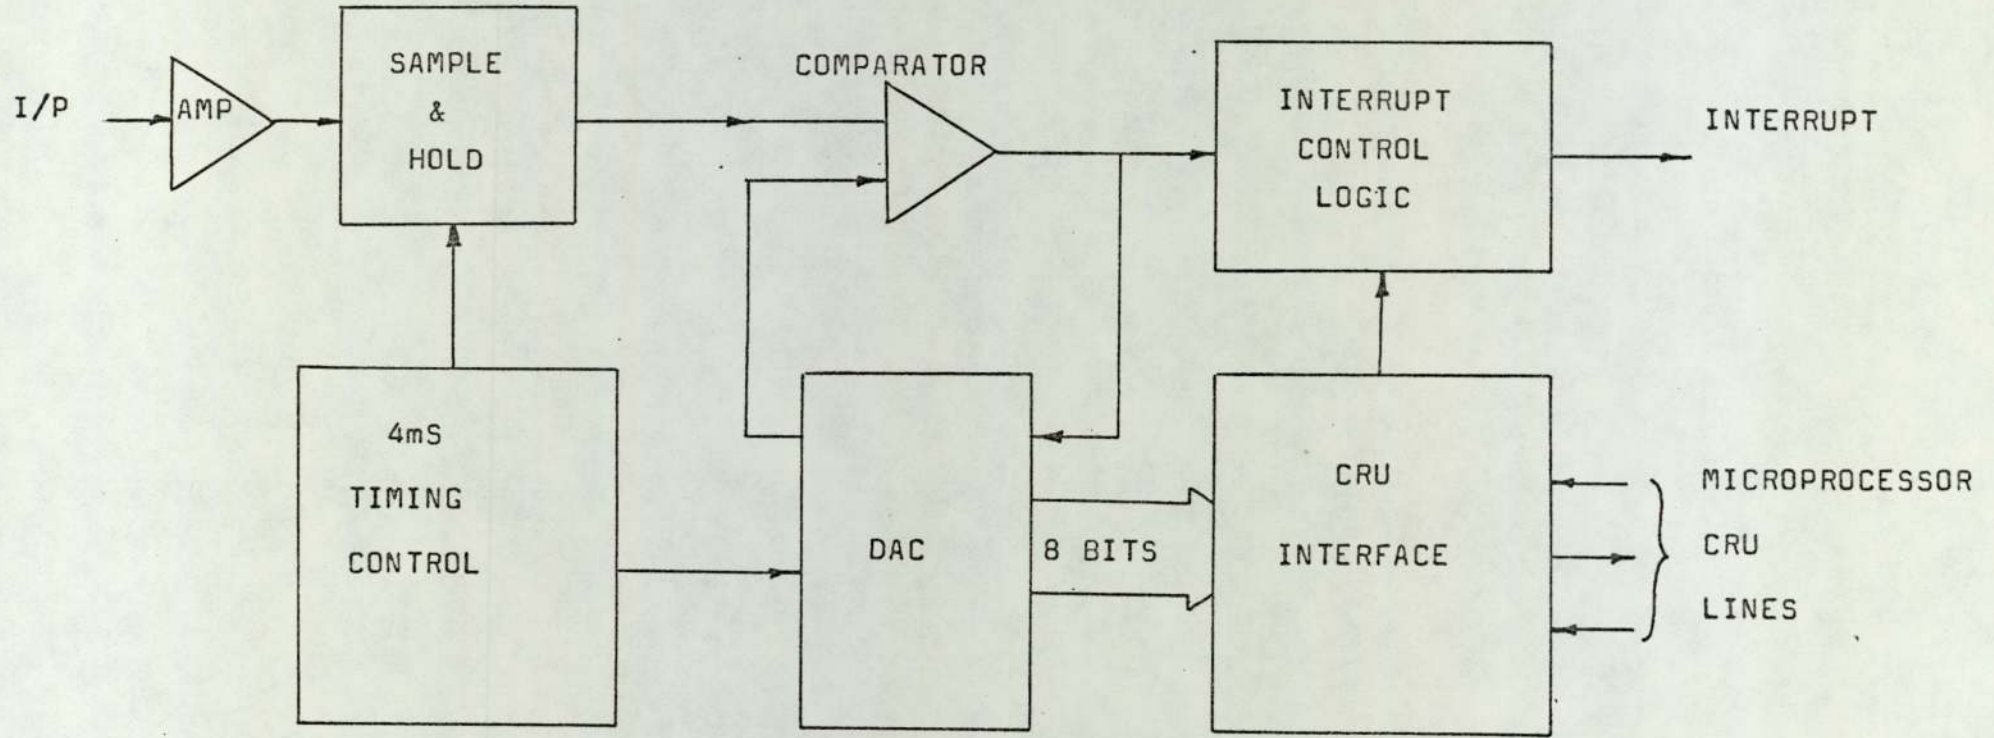 I/P
AMP
SAMPLE
&
HOLD
COMPARATOR
INTERRUPT
CONTROL
LOGIC
INTERRUPT
4mS
TIMING
CONTROL
DAC
8 BITS
CRU
INTERFACE
MICROPROCESSOR
CRU
LINES